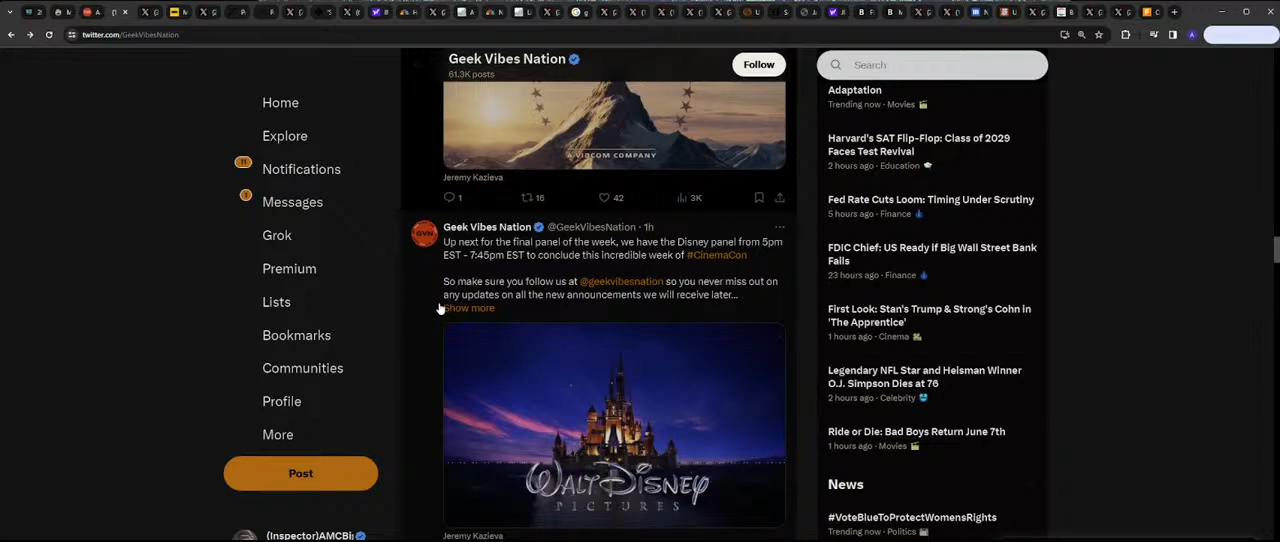 twitter.com/GeekVibesNation
Home
Explore
11
Notifications
1
Messages
Grok
Premium
Lists
Bookmarks
Communities
Profile
More
Post
(Inspector)AMCBi
Geek Vibes Nation
61.3K posts
Follow
A VIACOM COMPANY
Jeremy Kazieva
1
16
42
3K
GVN
Geek Vibes Nation @GeekVibesNation · 1h
Up next for the final panel of the week, we have the Disney panel from 5pm
EST - 7:45pm EST to conclude this incredible week of #CinemaCon
So make sure you follow us at @geekvibesnation so you never miss out on
any updates on all the new announcements we will receive later...
Show more
WALT DISNEY
PICTURES
Jeremy Kazieva
Search
Adaptation
Trending now · Movies
Harvard's SAT Flip-Flop: Class of 2029
Faces Test Revival
2 hours ago · Education
Fed Rate Cuts Loom: Timing Under Scrutiny
5 hours ago · Finance
FDIC Chief: US Ready if Big Wall Street Bank
Fails
23 hours ago · Finance
First Look: Stan's Trump & Strong's Cohn in
'The Apprentice'
1 hours ago · Cinema
Legendary NFL Star and Heisman Winner
O.J. Simpson Dies at 76
2 hours ago · Celebrity
Ride or Die: Bad Boys Return June 7th
1 hours ago · Movies
News
#VoteBlueToProtectWomensRights
Trending now · Politics